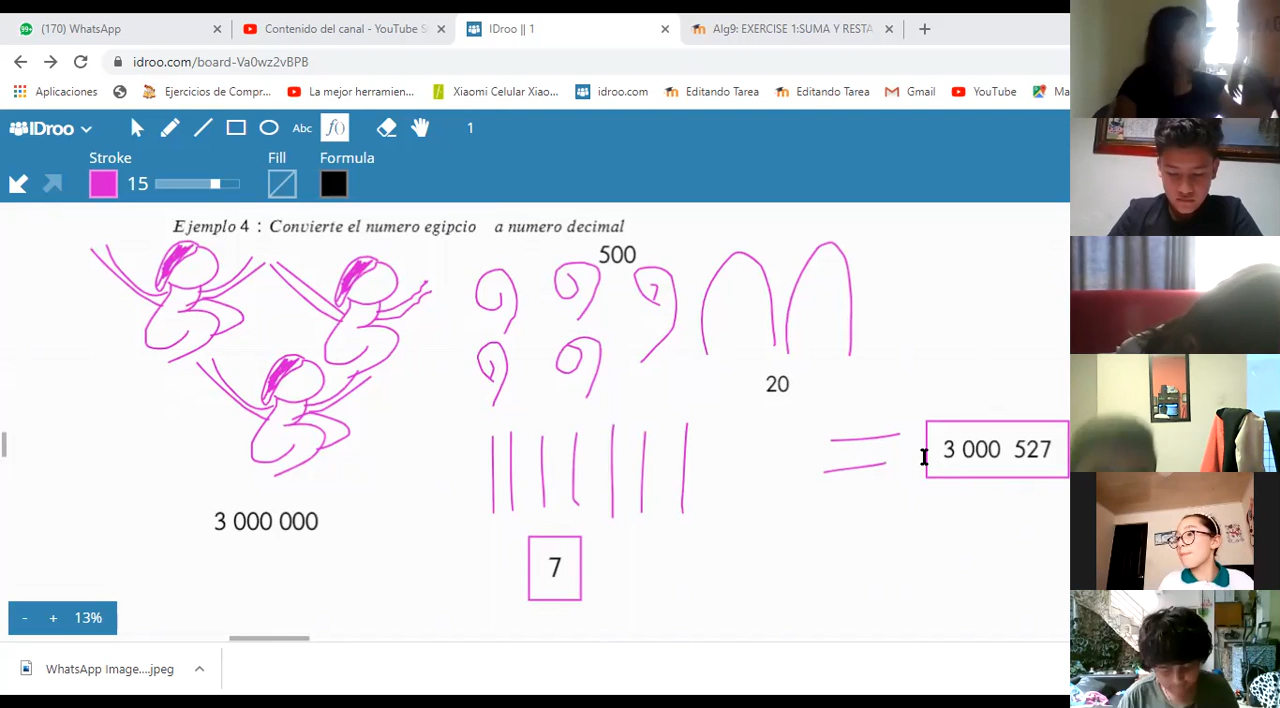 99+ (170) WhatsApp
Contenido del canal - YouTube S
IDroo || 1
Alg9: EXERCISE 1:SUMA Y RESTA
idroo.com/board-Va0wz2vBPB
Aplicaciones
Ejercicios de Compr...
La mejor herramien...
Xiaomi Celular Xiao...
idroo.com
Editando Tarea
Editando Tarea
Gmail
YouTube
Ma
IDroo
Abc
f()
1
Stroke
Fill
Formula
15
Ejemplo 4 : Convierte el numero egipcio a numero decimal
500
20
= 3 000 527
3 000 000
7
- + 13%
WhatsApp Image....jpeg